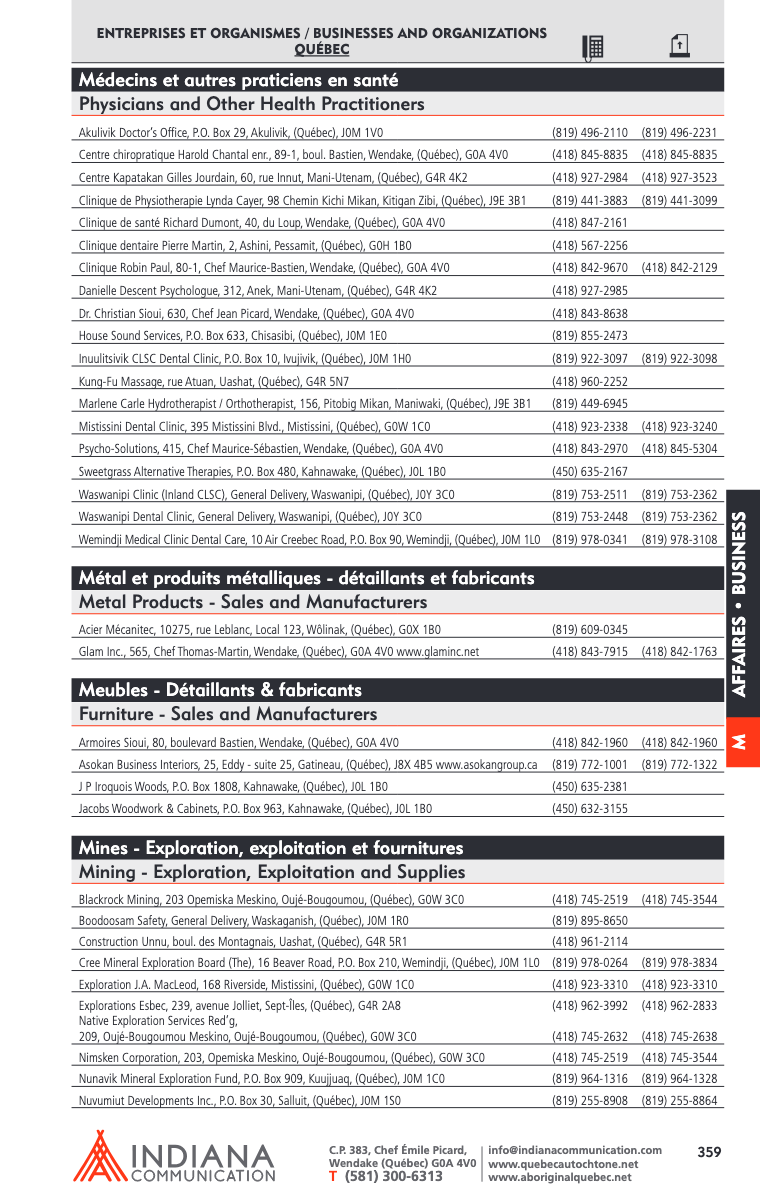 ENTREPRISES ET ORGANISMES / BUSINESSES AND ORGANIZATIONS
QUÉBEC
Médecins et autres praticiens en santé
Physicians and Other Health Practitioners
Akulivik Doctor's Office, P.O. Box 29, Akulivik, (Québec), J0M 1V0 (819) 496-2110 (819) 496-2231
Centre chiropratique Harold Chantal enr., 89-1, boul. Bastien, Wendake, (Québec), G0A 4V0 (418) 845-8835 (418) 845-8835
Centre Kapatakan Gilles Jourdain, 60, rue Innut, Mani-Utenam, (Québec), G4R 4K2 (418) 927-2984 (418) 927-3523
Clinique de Physiotherapie Lynda Cayer, 98 Chemin Kichi Mikan, Kitigan Zibi, (Québec), J9E 3B1 (819) 441-3883 (819) 441-3099
Clinique de santé Richard Dumont, 40, du Loup, Wendake, (Québec), G0A 4V0 (418) 847-2161
Clinique dentaire Pierre Martin, 2, Ashini, Pessamit, (Québec), G0H 1B0 (418) 567-2256
Clinique Robin Paul, 80-1, Chef Maurice-Bastien, Wendake, (Québec), G0A 4V0 (418) 842-9670 (418) 842-2129
Danielle Descent Psychologue, 312, Anek, Mani-Utenam, (Québec), G4R 4K2 (418) 927-2985
Dr. Christian Sioui, 630, Chef Jean Picard, Wendake, (Québec), G0A 4V0 (418) 843-8638
House Sound Services, P.O. Box 633, Chisasibi, (Québec), J0M 1E0 (819) 855-2473
Inuulitsivik CLSC Dental Clinic, P.O. Box 10, Ivujivik, (Québec), J0M 1H0 (819) 922-3097 (819) 922-3098
Kung-Fu Massage, rue Atuan, Uashat, (Québec), G4R 5N7 (418) 960-2252
Marlene Carle Hydrotherapist / Orthotherapist, 156, Pitobig Mikan, Maniwaki, (Québec), J9E 3B1 (819) 449-6945
Mistissini Dental Clinic, 395 Mistissini Blvd., Mistissini, (Québec), G0W 1C0 (418) 923-2338 (418) 923-3240
Psycho-Solutions, 415, Chef Maurice-Sébastien, Wendake, (Québec), G0A 4V0 (418) 843-2970 (418) 845-5304
Sweetgrass Alternative Therapies, P.O. Box 480, Kahnawake, (Québec), J0L 1B0 (450) 635-2167
Waswanipi Clinic (Inland CLSC), General Delivery, Waswanipi, (Québec), J0Y 3C0 (819) 753-2511 (819) 753-2362
Waswanipi Dental Clinic, General Delivery, Waswanipi, (Québec), J0Y 3C0 (819) 753-2448 (819) 753-2362
Wemindji Medical Clinic Dental Care, 10 Air Creebec Road, P.O. Box 90, Wemindji, (Québec), J0M 1L0 (819) 978-0341 (819) 978-3108
Métal et produits métalliques - détaillants et fabricants
Metal Products - Sales and Manufacturers
Acier Mécanitec, 10275, rue Leblanc, Local 123, Wôlinak, (Québec), G0X 1B0 (819) 609-0345
Glam Inc., 565, Chef Thomas-Martin, Wendake, (Québec), G0A 4V0 www.glaminc.net (418) 843-7915 (418) 842-1763
Meubles - Détaillants & fabricants
Furniture - Sales and Manufacturers
Armoires Sioui, 80, boulevard Bastien, Wendake, (Québec), G0A 4V0 (418) 842-1960 (418) 842-1960
Asokan Business Interiors, 25, Eddy - suite 25, Gatineau, (Québec), J8X 4B5 www.asokangroup.ca (819) 772-1001 (819) 772-1322
J P Iroquois Woods, P.O. Box 1808, Kahnawake, (Québec), J0L 1B0 (450) 635-2381
Jacobs Woodwork & Cabinets, P.O. Box 963, Kahnawake, (Québec), J0L 1B0 (450) 632-3155
Mines - Exploration, exploitation et fournitures
Mining - Exploration, Exploitation and Supplies
Blackrock Mining, 203 Opemiska Meskino, Oujé-Bougoumou, (Québec), G0W 3C0 (418) 745-2519 (418) 745-3544
Boodoosam Safety, General Delivery, Waskaganish, (Québec), J0M 1R0 (819) 895-8650
Construction Unnu, boul. des Montagnais, Uashat, (Québec), G4R 5R1 (418) 961-2114
Cree Mineral Exploration Board (The), 16 Beaver Road, P.O. Box 210, Wemindji, (Québec), J0M 1L0 (819) 978-0264 (819) 978-3834
Exploration J.A. MacLeod, 168 Riverside, Mistissini, (Québec), G0W 1C0 (418) 923-3310 (418) 923-3310
Explorations Esbec, 239, avenue Jolliet, Sept-Îles, (Québec), G4R 2A8 (418) 962-3992 (418) 962-2833
Native Exploration Services Red'g,
209, Oujé-Bougoumou Meskino, Oujé-Bougoumou, (Québec), G0W 3C0 (418) 745-2632 (418) 745-2638
Nimsken Corporation, 203, Opemiska Meskino, Oujé-Bougoumou, (Québec), G0W 3C0 (418) 745-2519 (418) 745-3544
Nunavik Mineral Exploration Fund, P.O. Box 909, Kuujjuaq, (Québec), J0M 1C0 (819) 964-1316 (819) 964-1328
Nuvumiut Developments Inc., P.O. Box 30, Salluit, (Québec), J0M 1S0 (819) 255-8908 (819) 255-8864
AFFAIRES • BUSINESS
M
INDIANA
COMMUNICATION
C.P. 383, Chef Émile Picard,
Wendake (Québec) G0A 4V0
T (581) 300-6313
info@indianacommunication.com
www.quebecautochtone.net
www.aboriginalquebec.net
359